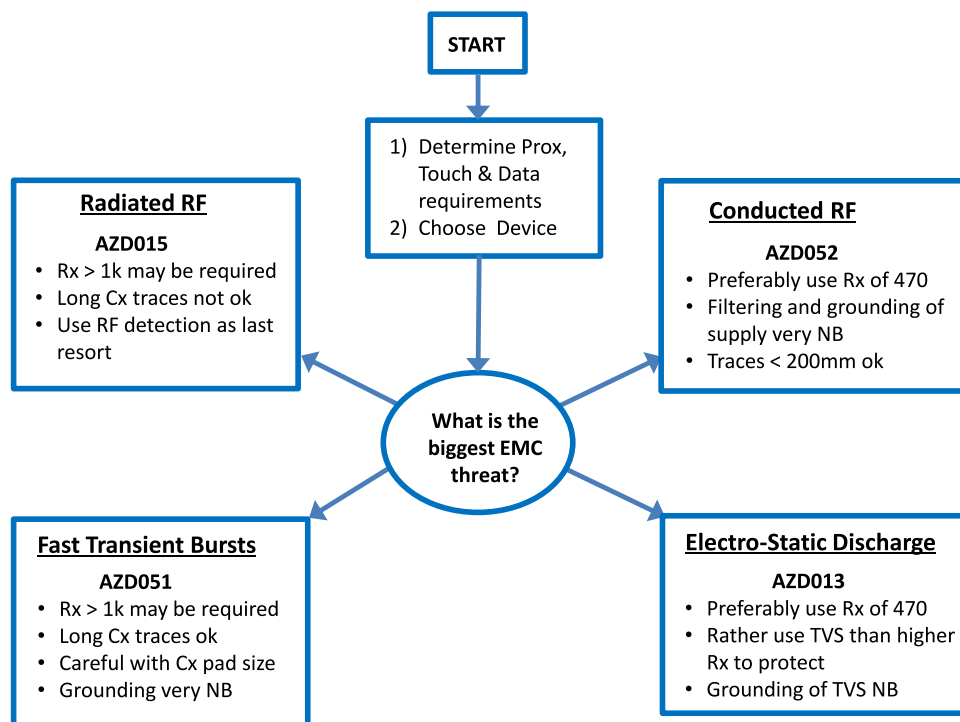 START
1) Determine Prox,
Touch & Data
requirements
2) Choose Device
Radiated RF
AZD015
• Rx > 1k may be required
• Long Cx traces not ok
• Use RF detection as last
resort
Conducted RF
AZD052
• Preferably use Rx of 470
• Filtering and grounding of
supply very NB
• Traces < 200mm ok
What is the
biggest EMC
threat?
Fast Transient Bursts
AZD051
• Rx > 1k may be required
• Long Cx traces ok
• Careful with Cx pad size
• Grounding very NB
Electro-Static Discharge
AZD013
• Preferably use Rx of 470
• Rather use TVS than higher
Rx to protect
• Grounding of TVS NB